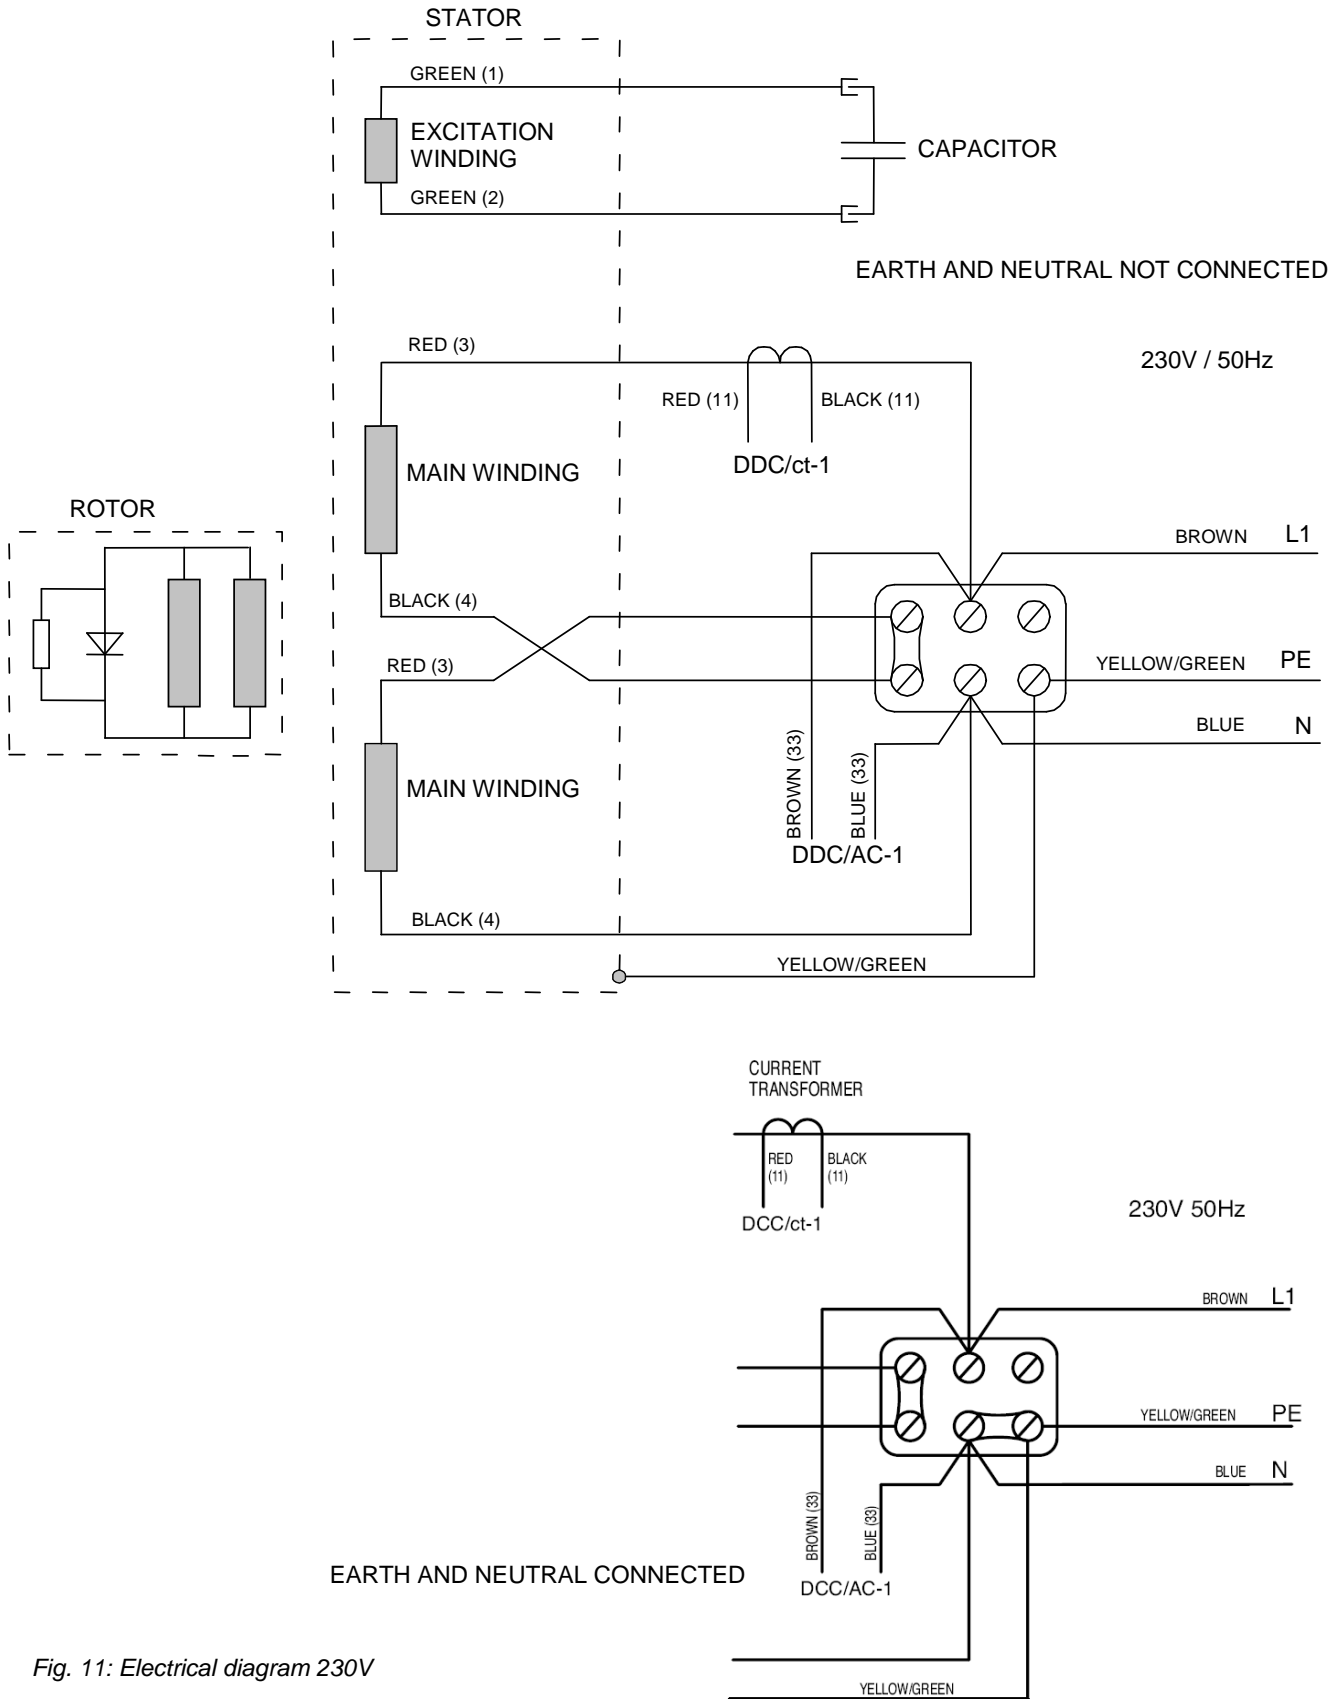 STATOR
GREEN (1)
EXCITATION
WINDING
CAPACITOR
GREEN (2)
EARTH AND NEUTRAL NOT CONNECTED
RED (3)
230V / 50Hz
RED (11)
BLACK (11)
DDC/ct-1
MAIN WINDING
ROTOR
BROWN
L1
BLACK (4)
RED (3)
YELLOW/GREEN
PE
BLUE
N
MAIN WINDING
BROWN (33)
BLUE (33)
DDC/AC-1
BLACK (4)
YELLOW/GREEN
CURRENT
TRANSFORMER
RED
(11)
BLACK
(11)
DCC/ct-1
230V 50Hz
BROWN
L1
YELLOW/GREEN
PE
BLUE
N
BROWN (33)
BLUE (33)
DCC/AC-1
EARTH AND NEUTRAL CONNECTED
Fig. 11: Electrical diagram 230V
YELLOW/GREEN